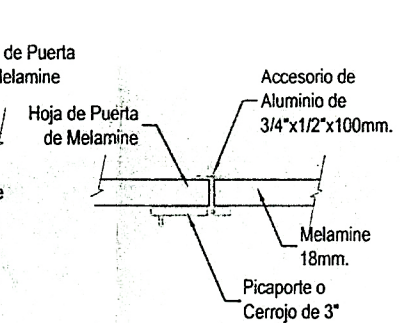 de Puerta
Melamine
Hoja de Puerta
de Melamine
Accesorio de
Aluminio de
3/4"x1/2"x100mm.
Melamine
18mm.
Picaporte o
Cerrojo de 3"